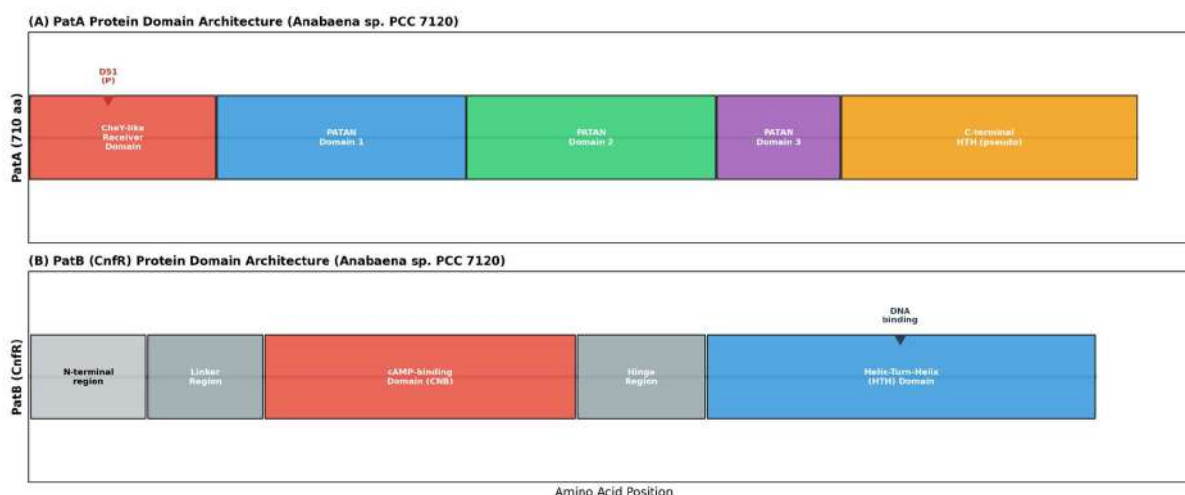 (A) PatA Protein Domain Architecture (Anabaena sp. PCC 7120)
PatA (710 aa)
D51
(P)
CheY-like
Receiver
Domain
PATAN
Domain 1
PATAN
Domain 2
PATAN
Domain 3
C-terminal
HTH (pseudo)
(B) PatB (CnfR) Protein Domain Architecture (Anabaena sp. PCC 7120)
PatB (CnfR)
DNA
binding
N-terminal
region
Linker
Region
cAMP-binding
Domain (CNB)
Hinge
Region
Helix-Turn-Helix
(HTH) Domain
Amino Acid Position